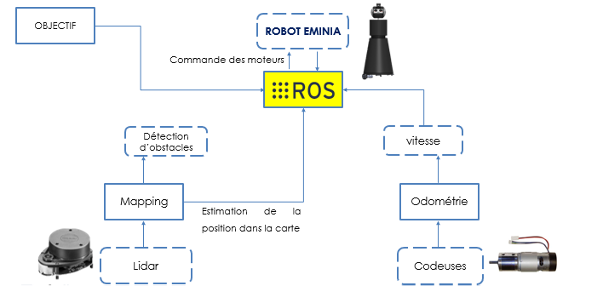 OBJECTIF
ROBOT EMINIA
Commande des moteurs
ROS
Détection
d'obstacles
vitesse
Mapping
Odométrie
Estimation de la
position dans la carte
Lidar
Codeuses